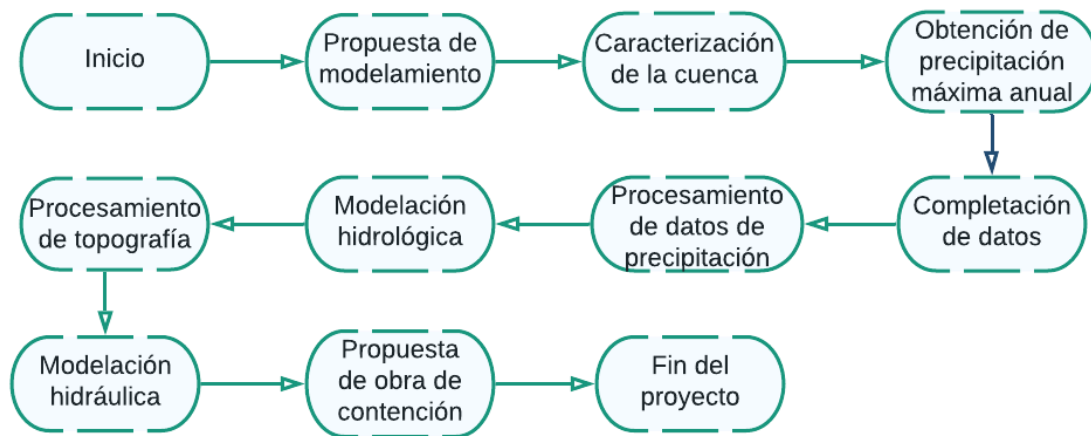 Inicio
Propuesta de
modelamiento
Caracterización
de la cuenca
Obtención de
precipitación
máxima anual
Completación
de datos
Procesamiento
de datos de
precipitación
Modelación
hidrológica
Procesamiento
de topografía
Modelación
hidráulica
Propuesta
de obra de
contención
Fin del
proyecto